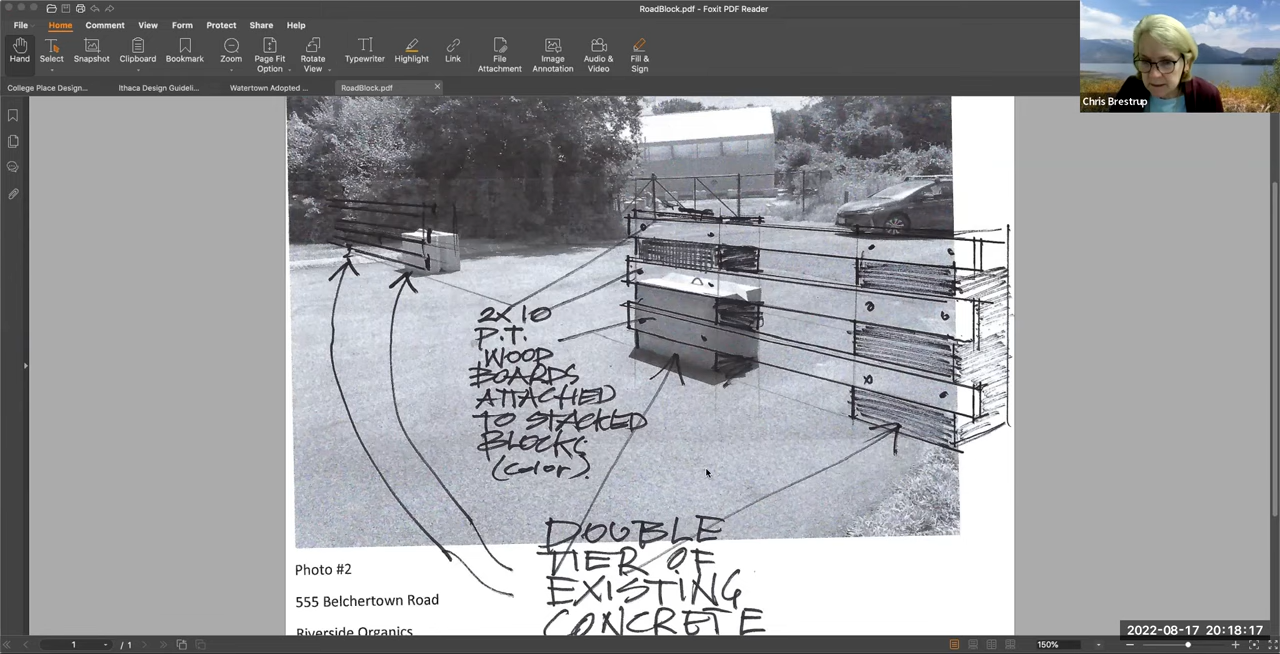 RoadBlock.pdf - Foxit PDF Reader
File Home Comment View Form Protect Share Help
Hand Select Snapshot Clipboard Bookmark Zoom Page Fit Option Rotate View Typewriter Highlight Link File Attachment Image Annotation Audio & Video Fill & Sign
College Place Design... Ithaca Design Guideli... Watertown Adopted ... RoadBlock.pdf
Chris Brestrup
2X10
P.T.
WOOD
BOARDS
ATTACHED
TO STACKED
BLOCKS
(color).
DOUBLE
TIER OF
EXISTING
CONCRETE
Photo #2
555 Belchertown Road
Riverside Organics
1 / 1
150%
2022-08-17 20:18:17